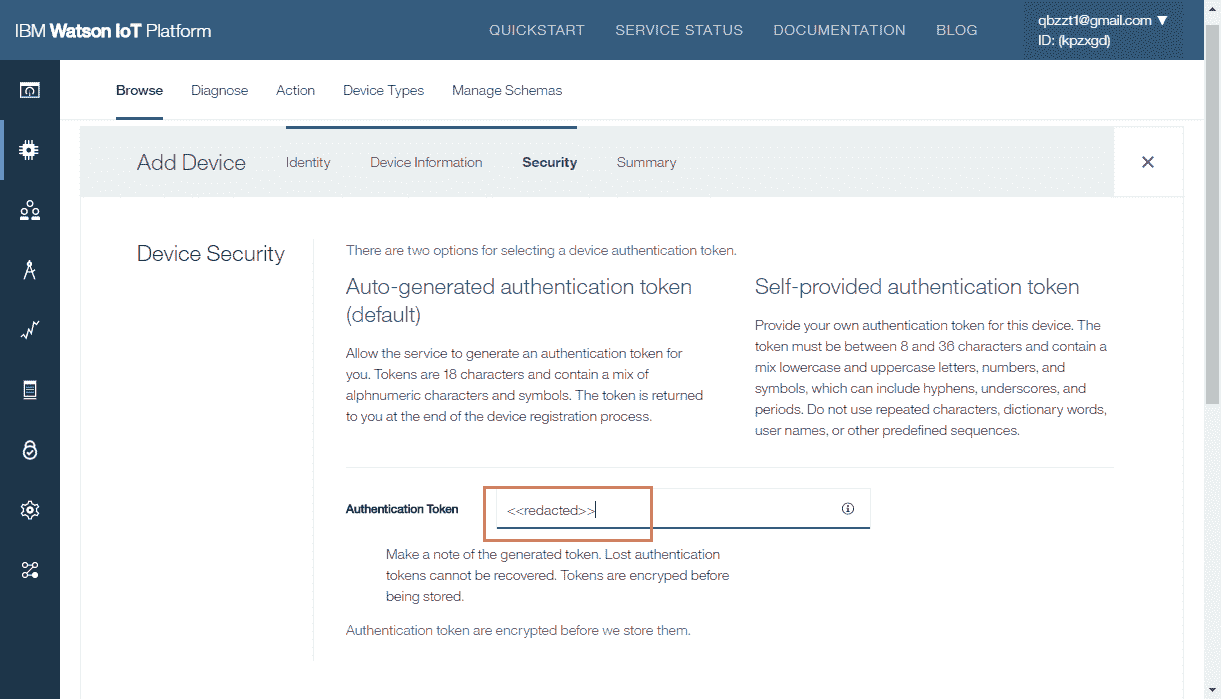 IBM Watson IoT Platform
QUICKSTART SERVICE STATUS DOCUMENTATION BLOG
qbzzt1@gmail.com ▼
ID: (kpzxgd)
Browse Diagnose Action Device Types Manage Schemas
Add Device
Identity Device Information Security Summary
Device Security
There are two options for selecting a device authentication token.
Auto-generated authentication token
(default)
Allow the service to generate an authentication token for
you. Tokens are 18 characters and contain a mix of
alphnumeric characters and symbols. The token is returned
to you at the end of the device registration process.
Self-provided authentication token
Provide your own authentication token for this device. The
token must be between 8 and 36 characters and contain a
mix lowercase and uppercase letters, numbers, and
symbols, which can include hyphens, underscores, and
periods. Do not use repeated characters, dictionary words,
user names, or other predefined sequences.
Authentication Token
<<redacted>>
Make a note of the generated token. Lost authentication
tokens cannot be recovered. Tokens are encryped before
being stored.
Authentication token are encrypted before we store them.